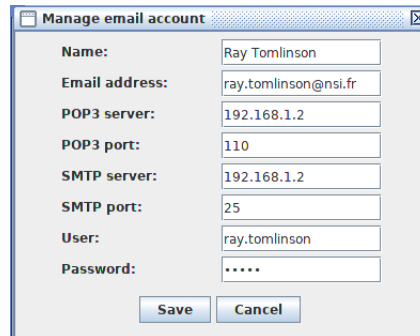 Manage email account
Name: Ray Tomlinson
Email address: ray.tomlinson@nsi.fr
POP3 server: 192.168.1.2
POP3 port: 110
SMTP server: 192.168.1.2
SMTP port: 25
User: ray.tomlinson
Password: •••••
Save Cancel